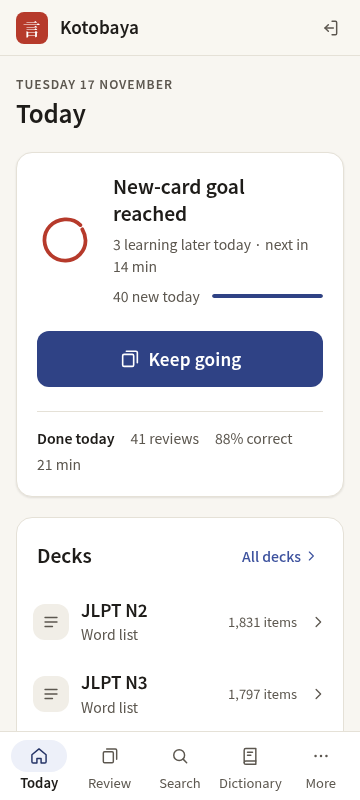 言 Kotobaya
TUESDAY 17 NOVEMBER
Today
New-card goal
reached
3 learning later today · next in
14 min
40 new today
Keep going
Done today 41 reviews 88% correct
21 min
Decks All decks
JLPT N2
Word list
1,831 items
JLPT N3
Word list
1,797 items
Today Review Search Dictionary More